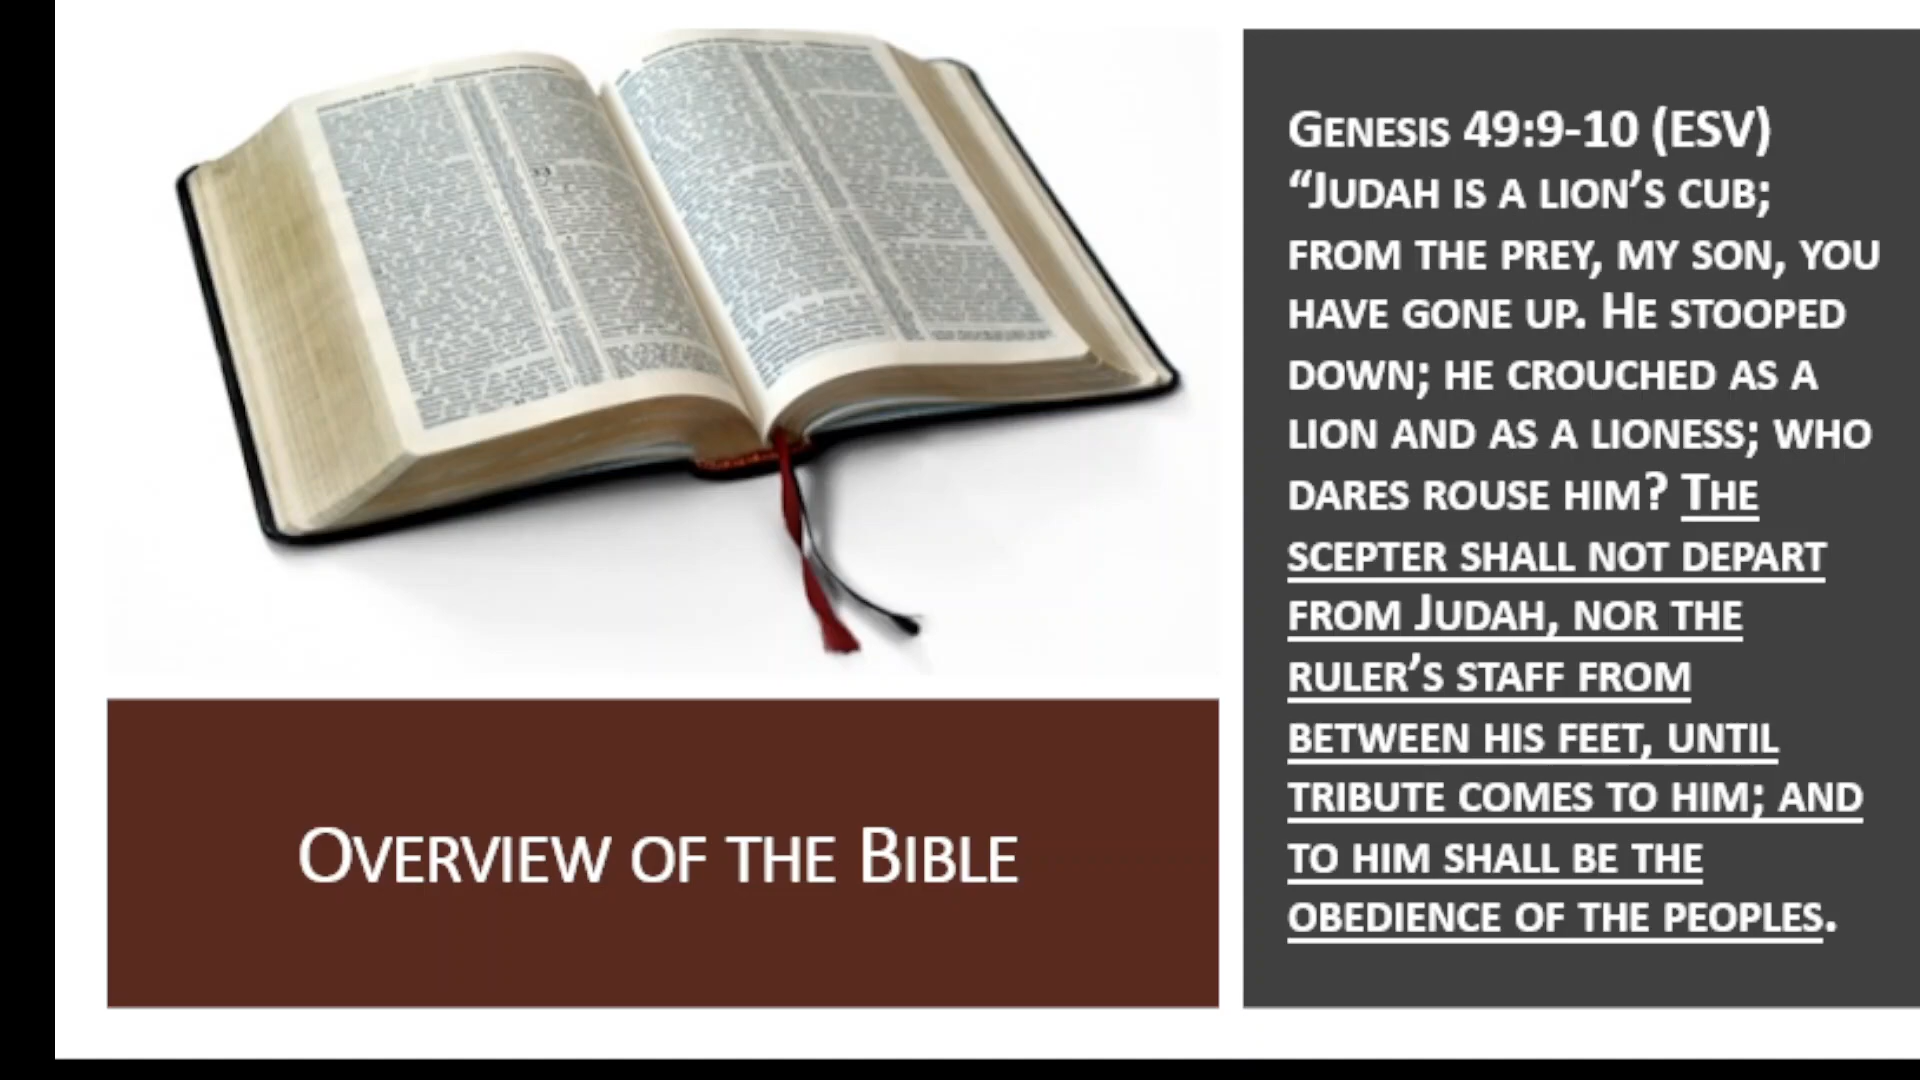 Genesis 49:9-10 (ESV)
“Judah is a lion’s cub;
from the prey, my son, you
have gone up. He stooped
down; he crouched as a
lion and as a lioness; who
dares rouse him? The
scepter shall not depart
from Judah, nor the
ruler’s staff from
between his feet, until
tribute comes to him; and
to him shall be the
obedience of the peoples.
Overview of the Bible